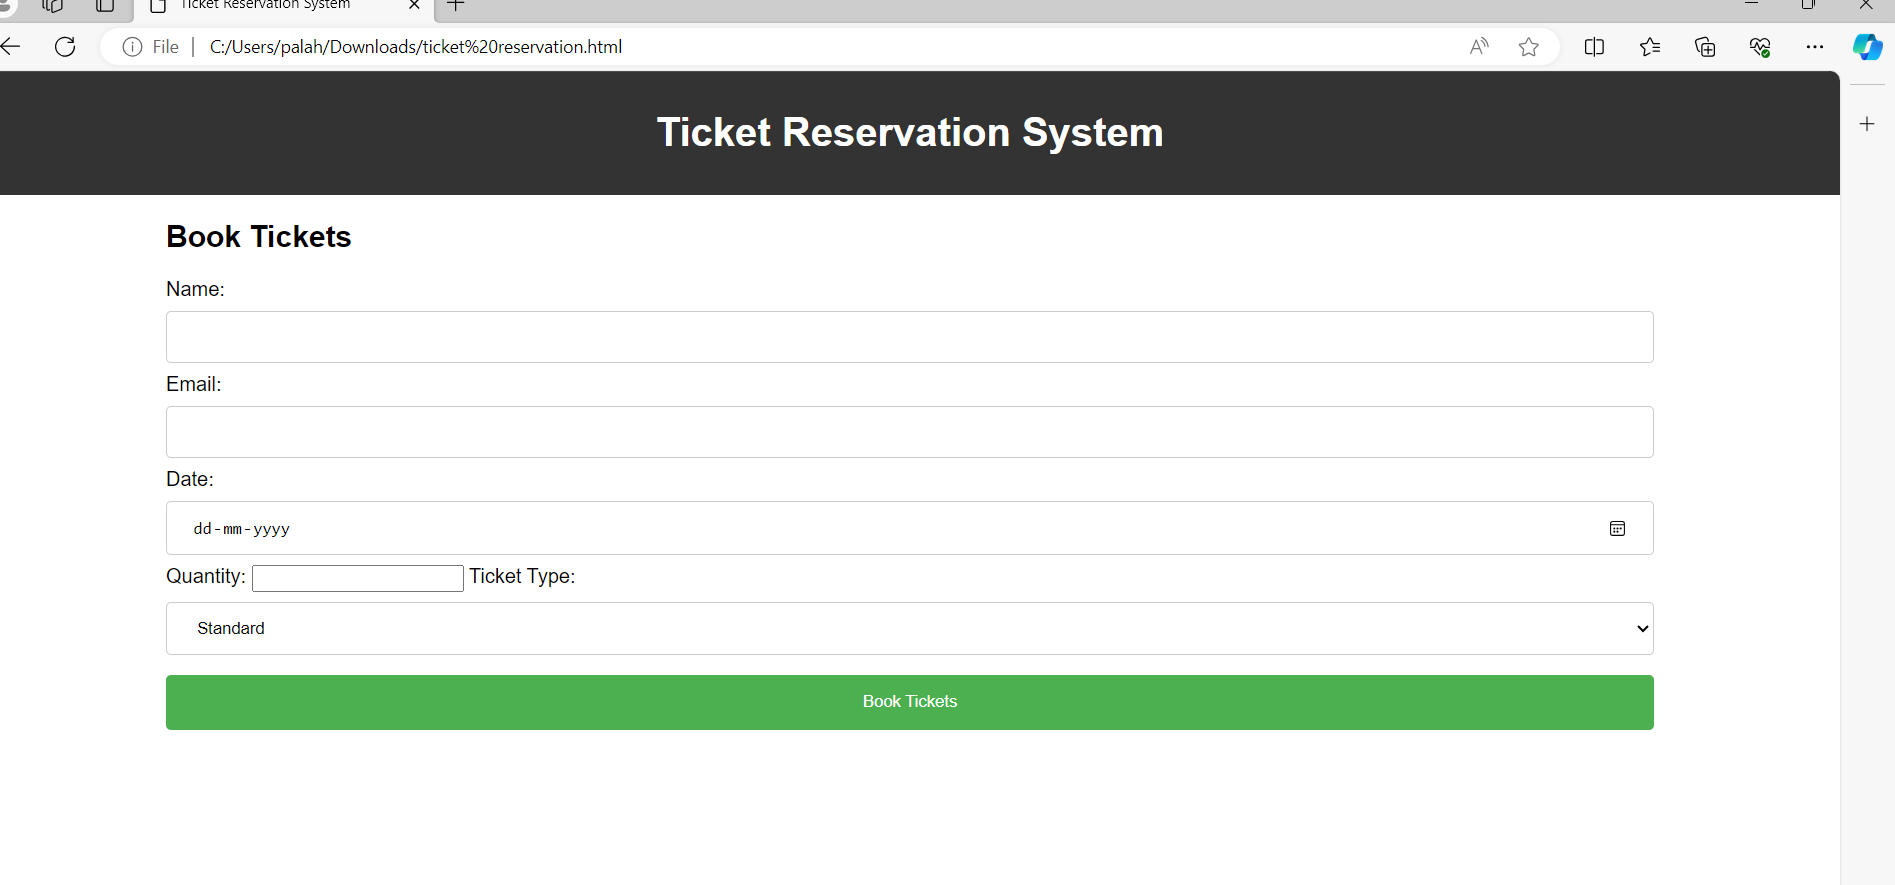 Ticket Reservation System
File C:/Users/palah/Downloads/ticket%20reservation.html
Ticket Reservation System
Book Tickets
Name:
Email:
Date:
dd-mm-yyyy
Quantity: Ticket Type:
Standard
Book Tickets